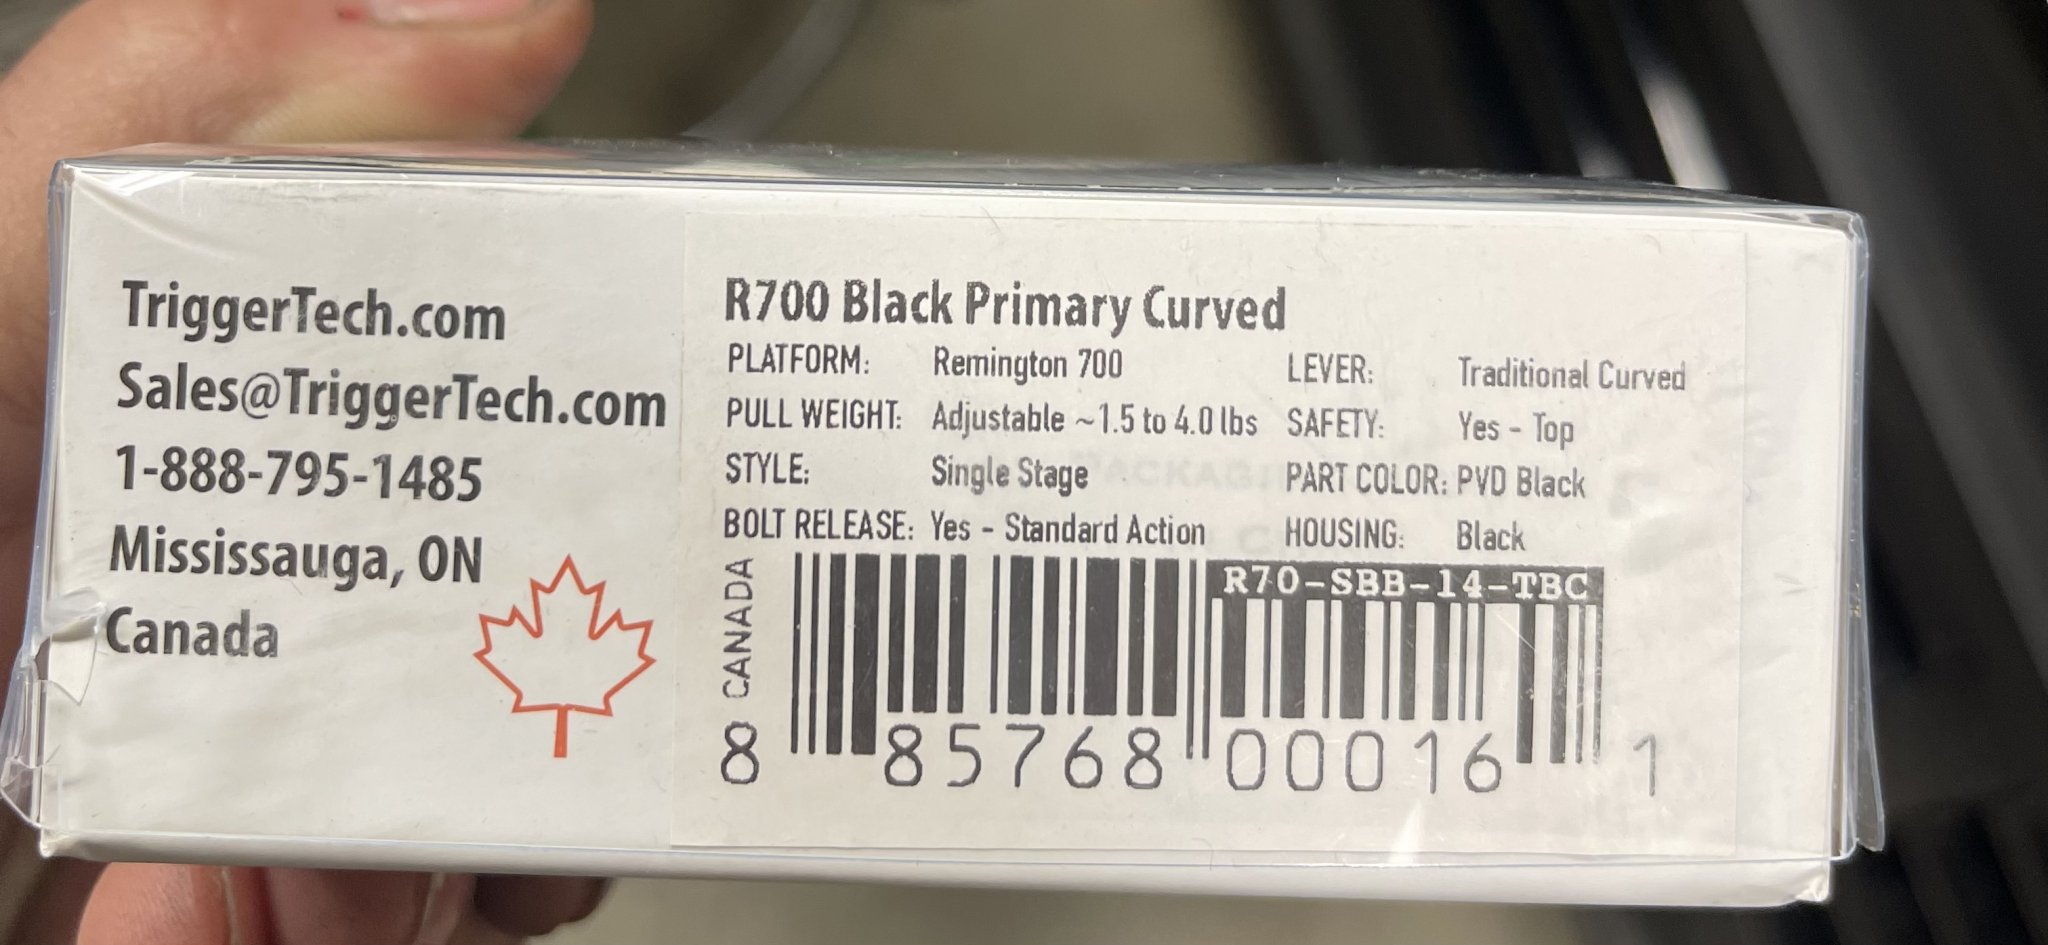 TriggerTech.com
Sales@TriggerTech.com
1-888-795-1485
Mississauga, ON
Canada
R700 Black Primary Curved
PLATFORM: Remington 700 LEVER: Traditional Curved
PULL WEIGHT: Adjustable ~1.5 to 4.0 lbs SAFETY: Yes - Top
STYLE: Single Stage PART COLOR: PVD Black
BOLT RELEASE: Yes - Standard Action HOUSING: Black
CANADA
R70-SBB-14-TBC
8 85768 00016 1